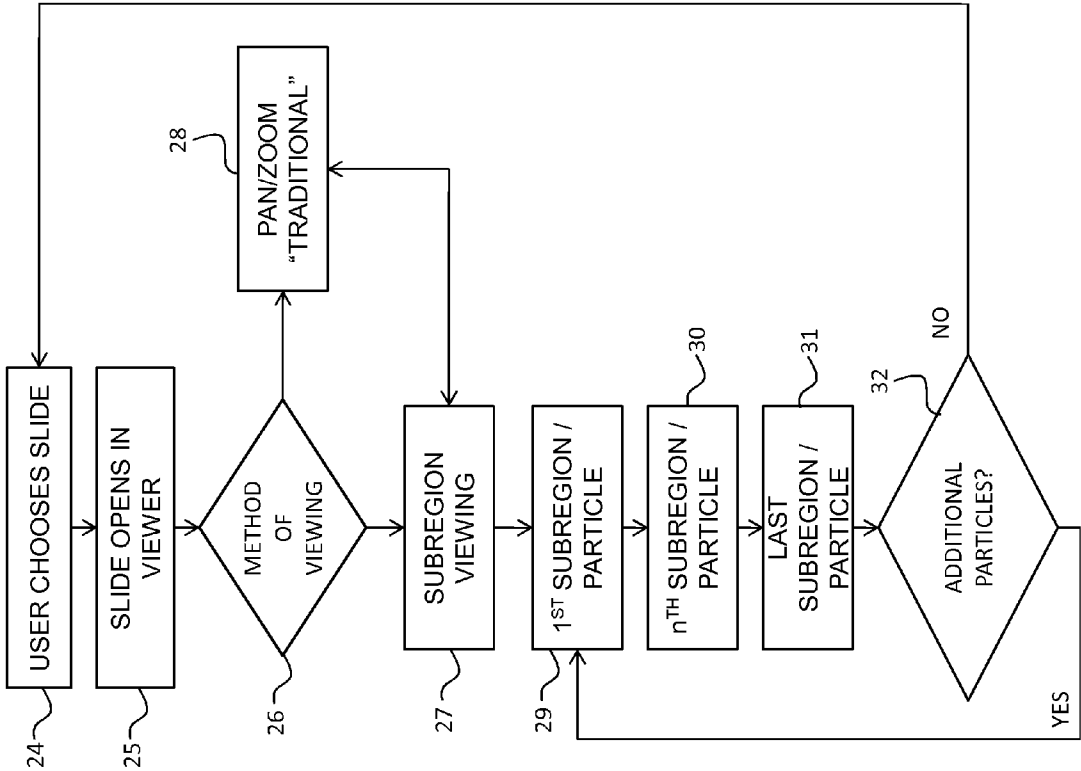 24
USER CHOOSES SLIDE
25
SLIDE OPENS IN
VIEWER
26
METHOD
OF
VIEWING
28
PAN/ZOOM
“TRADITIONAL”
27
SUBREGION
VIEWING
29
1ST SUBREGION /
PARTICLE
30
nTH SUBREGION /
PARTICLE
31
LAST
SUBREGION /
PARTICLE
32
ADDITIONAL
PARTICLES?
NO
YES